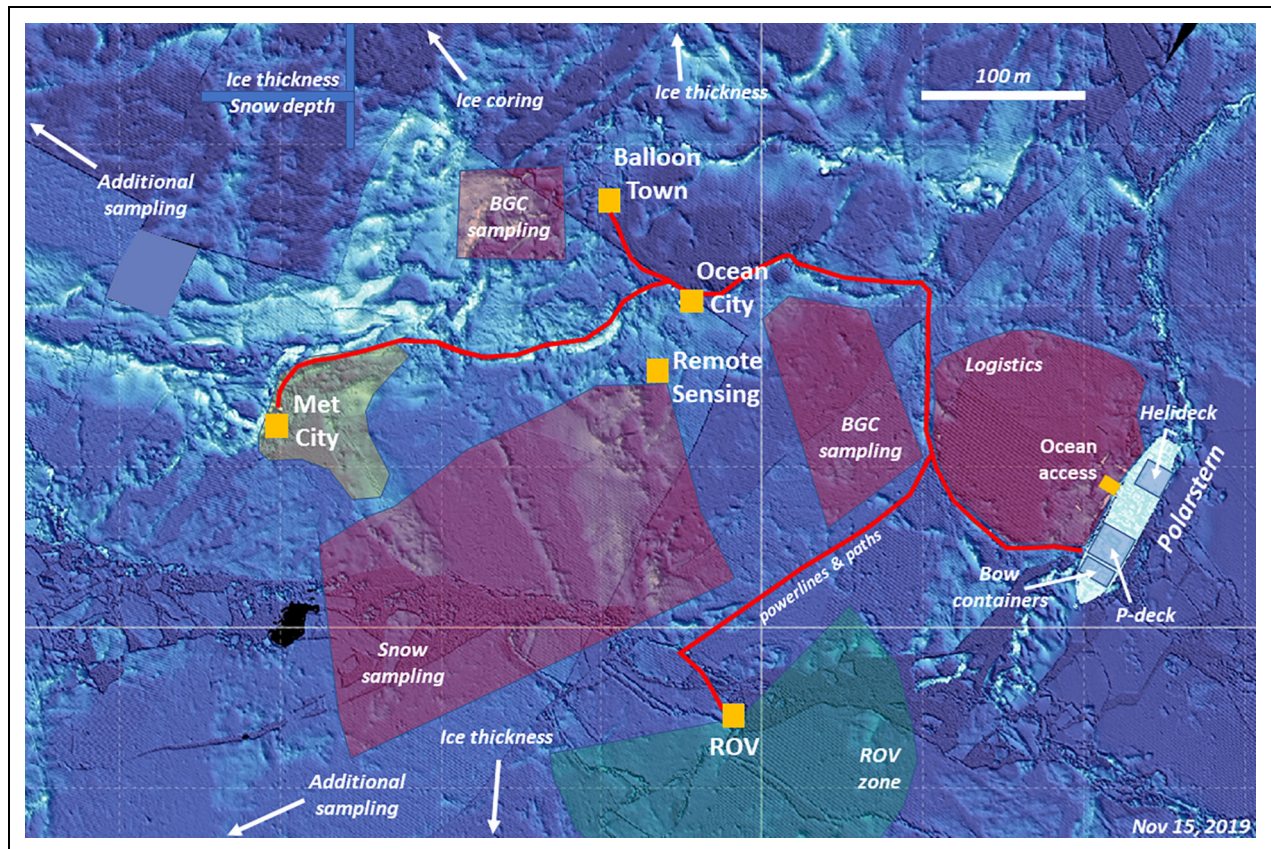 Ice thickness
Snow depth
Ice coring
Ice thickness
100 m
Additional
sampling
BGC
sampling
Balloon
Town
Ocean
City
Remote
Sensing
Met
City
BGC
sampling
Logistics
Helideck
Ocean
access
Polarstern
Bow
containers
P-deck
powerlines & paths
Snow
sampling
Ice thickness
Additional
sampling
ROV
ROV
zone
Nov 15, 2019